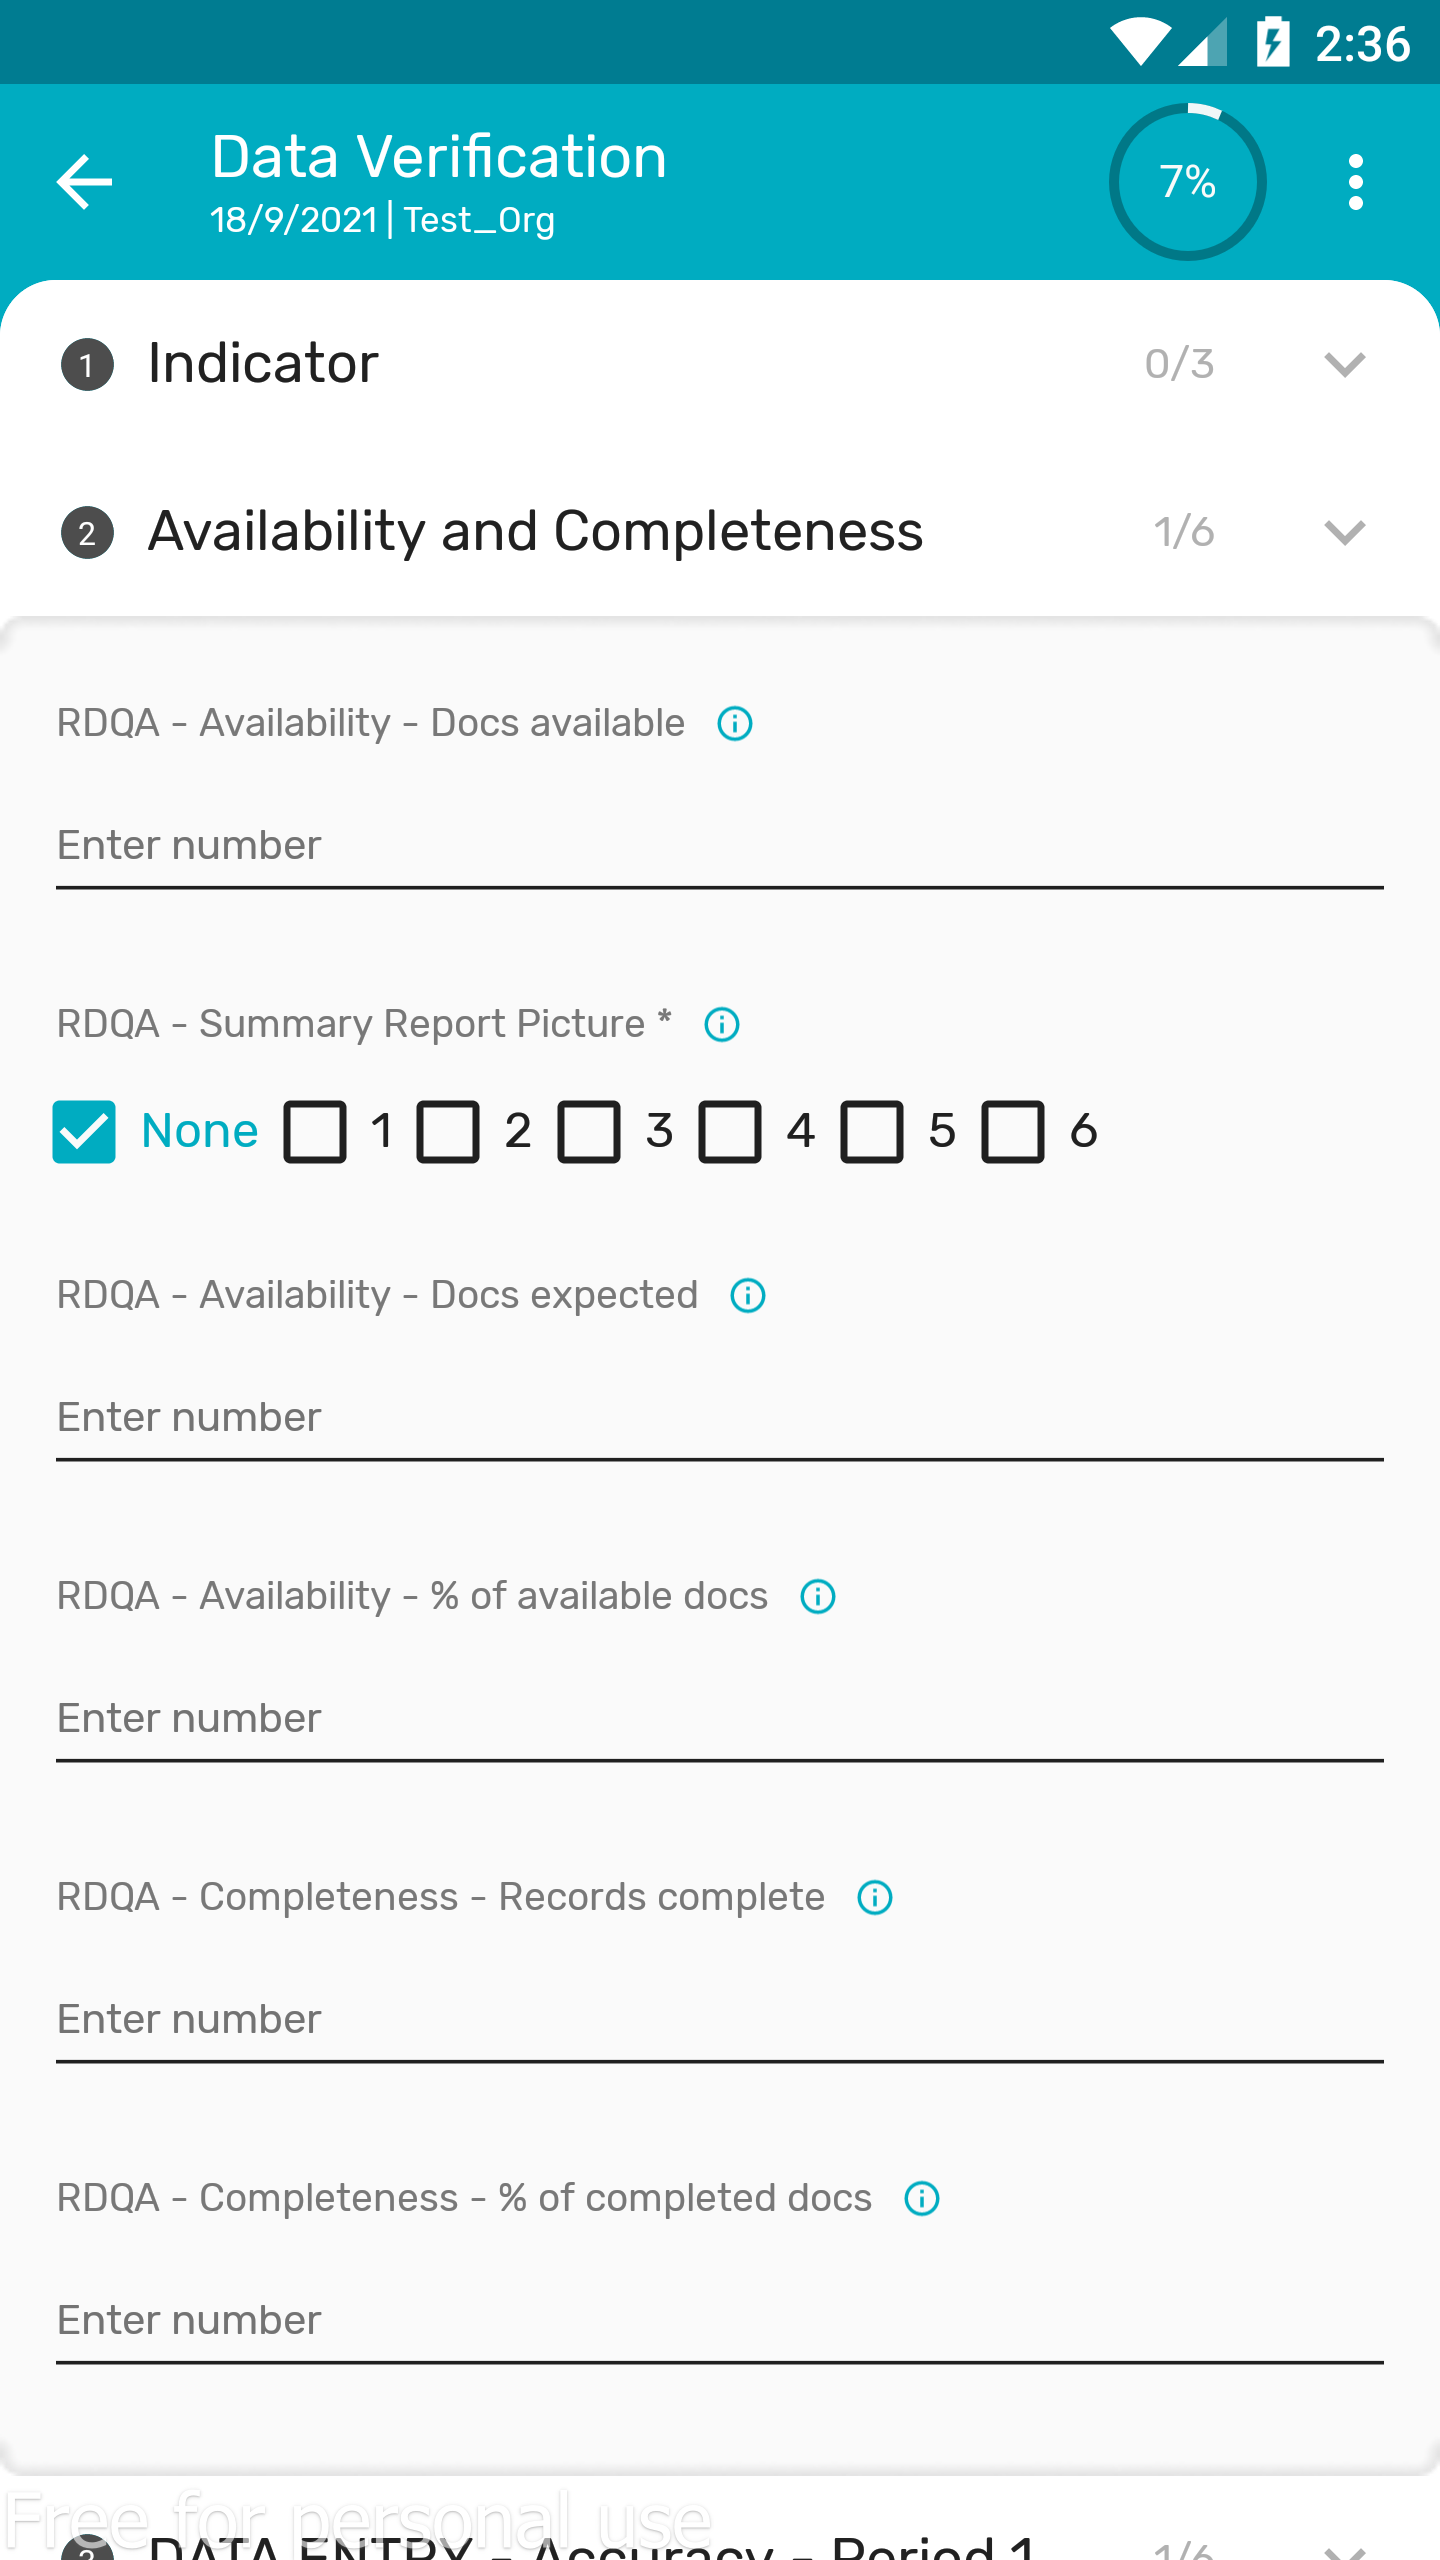 2:36
Data Verification
18/9/2021 | Test_Org
7%
1 Indicator 0/3
2 Availability and Completeness 1/6
RDQA - Availability - Docs available
Enter number
RDQA - Summary Report Picture *
None 1 2 3 4 5 6
RDQA - Availability - Docs expected
Enter number
RDQA - Availability - % of available docs
Enter number
RDQA - Completeness - Records complete
Enter number
RDQA - Completeness - % of completed docs
Enter number
Free for personal use
3 DATA ENTRY - Accuracy - Period 1 1/6